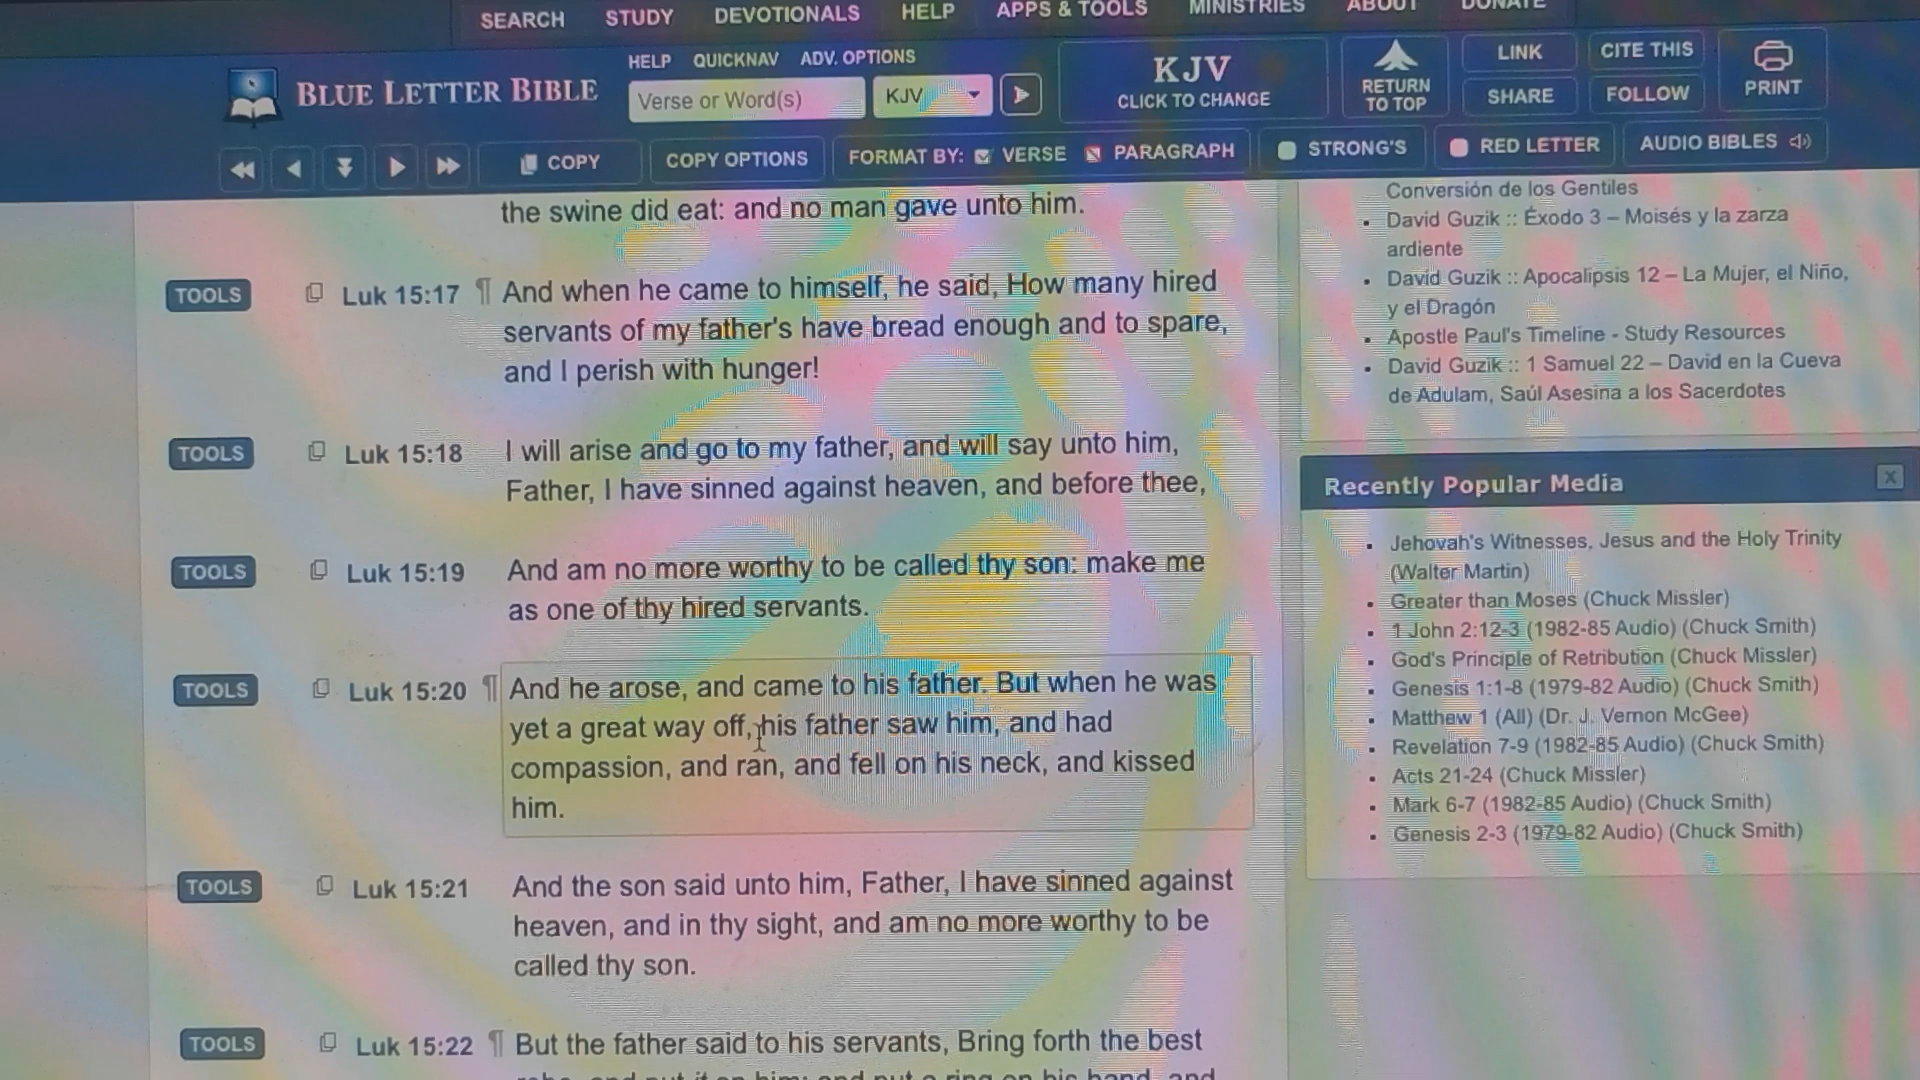 SEARCH STUDY DEVOTIONALS HELP APPS & TOOLS MINISTRIES ABOUT DONATE
HELP QUICKNAV ADV. OPTIONS
BLUE LETTER BIBLE
Verse or Word(s)
KJV
KJV
CLICK TO CHANGE
RETURN
TO TOP
LINK
CITE THIS
SHARE
FOLLOW
PRINT
COPY
COPY OPTIONS
FORMAT BY: VERSE PARAGRAPH
STRONG'S
RED LETTER
AUDIO BIBLES
the swine did eat: and no man gave unto him.
TOOLS Luk 15:17 ¶ And when he came to himself, he said, How many hired
servants of my father's have bread enough and to spare,
and I perish with hunger!
TOOLS Luk 15:18 I will arise and go to my father, and will say unto him,
Father, I have sinned against heaven, and before thee,
TOOLS Luk 15:19 And am no more worthy to be called thy son: make me
as one of thy hired servants.
TOOLS Luk 15:20 ¶ And he arose, and came to his father. But when he was
yet a great way off, his father saw him, and had
compassion, and ran, and fell on his neck, and kissed
him.
TOOLS Luk 15:21 And the son said unto him, Father, I have sinned against
heaven, and in thy sight, and am no more worthy to be
called thy son.
TOOLS Luk 15:22 ¶ But the father said to his servants, Bring forth the best
robe, and put it on him; and put a ring on his hand, and
Conversión de los Gentiles
David Guzik :: Éxodo 3 – Moisés y la zarza
ardiente
David Guzik :: Apocalipsis 12 – La Mujer, el Niño,
y el Dragón
Apostle Paul's Timeline - Study Resources
David Guzik :: 1 Samuel 22 – David en la Cueva
de Adulam, Saúl Asesina a los Sacerdotes
Recently Popular Media
x
Jehovah's Witnesses, Jesus and the Holy Trinity
(Walter Martin)
Greater than Moses (Chuck Missler)
1 John 2:12-3 (1982-85 Audio) (Chuck Smith)
God's Principle of Retribution (Chuck Missler)
Genesis 1:1-8 (1979-82 Audio) (Chuck Smith)
Matthew 1 (All) (Dr. J. Vernon McGee)
Revelation 7-9 (1982-85 Audio) (Chuck Smith)
Acts 21-24 (Chuck Missler)
Mark 6-7 (1982-85 Audio) (Chuck Smith)
Genesis 2-3 (1979-82 Audio) (Chuck Smith)